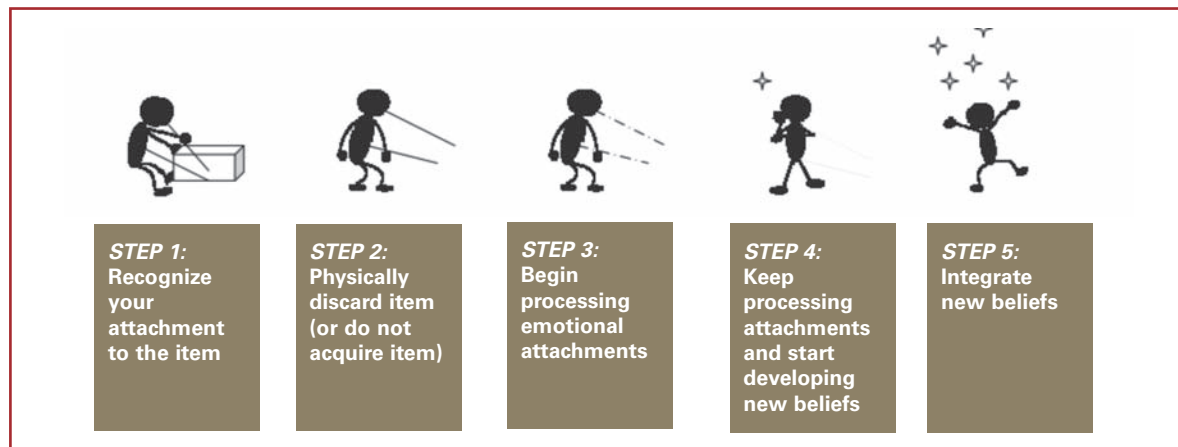 STEP 1:
Recognize
your
attachment
to the item
STEP 2:
Physically
discard item
(or do not
acquire item)
STEP 3:
Begin
processing
emotional
attachments
STEP 4:
Keep
processing
attachments
and start
developing
new beliefs
STEP 5:
Integrate
new beliefs